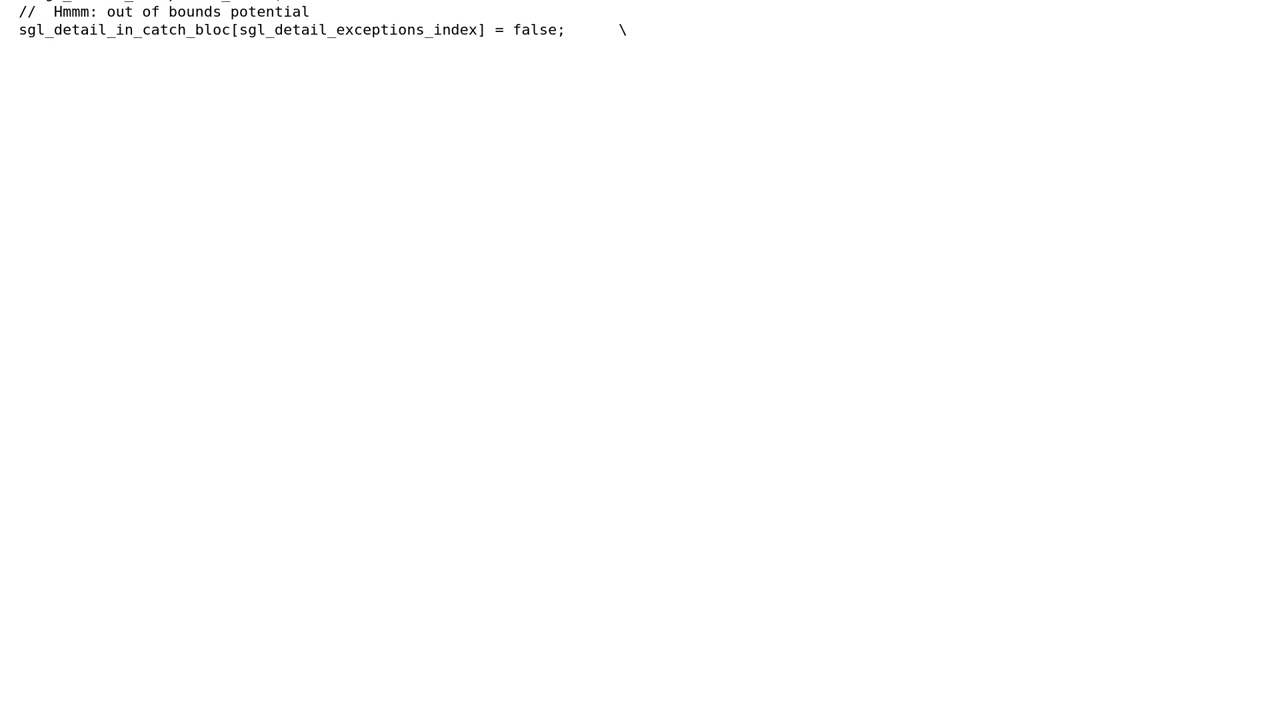 //  Hmmm: out of bounds potential
sgl_detail_in_catch_bloc[sgl_detail_exceptions_index] = false;      \